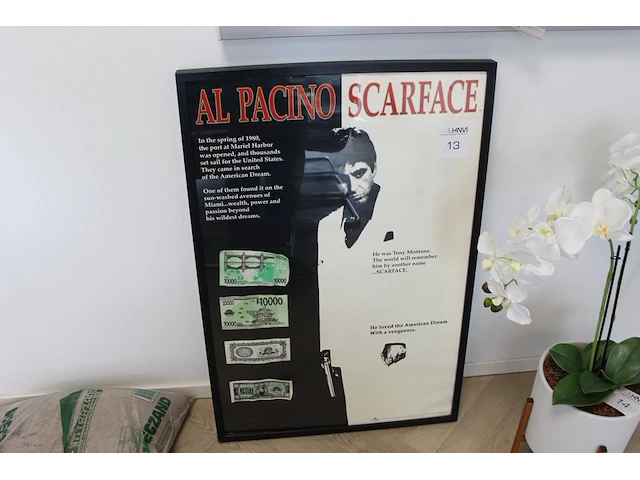 AL PACINO SCARFACE
HNVI
13
In the spring of 1980,
the port at Mariel Harbor
was opened, and thousands
set sail for the United States.
They came in search
of the American Dream.
One of them found it on the
sun-washed avenues of
Miami...wealth, power and
passion beyond
his wildest dreams.
He was Tony Montana.
The world will remember
him by another name
...SCARFACE.
He loved the American Dream.
With a vengeance.
10000
10000
HNVI
14